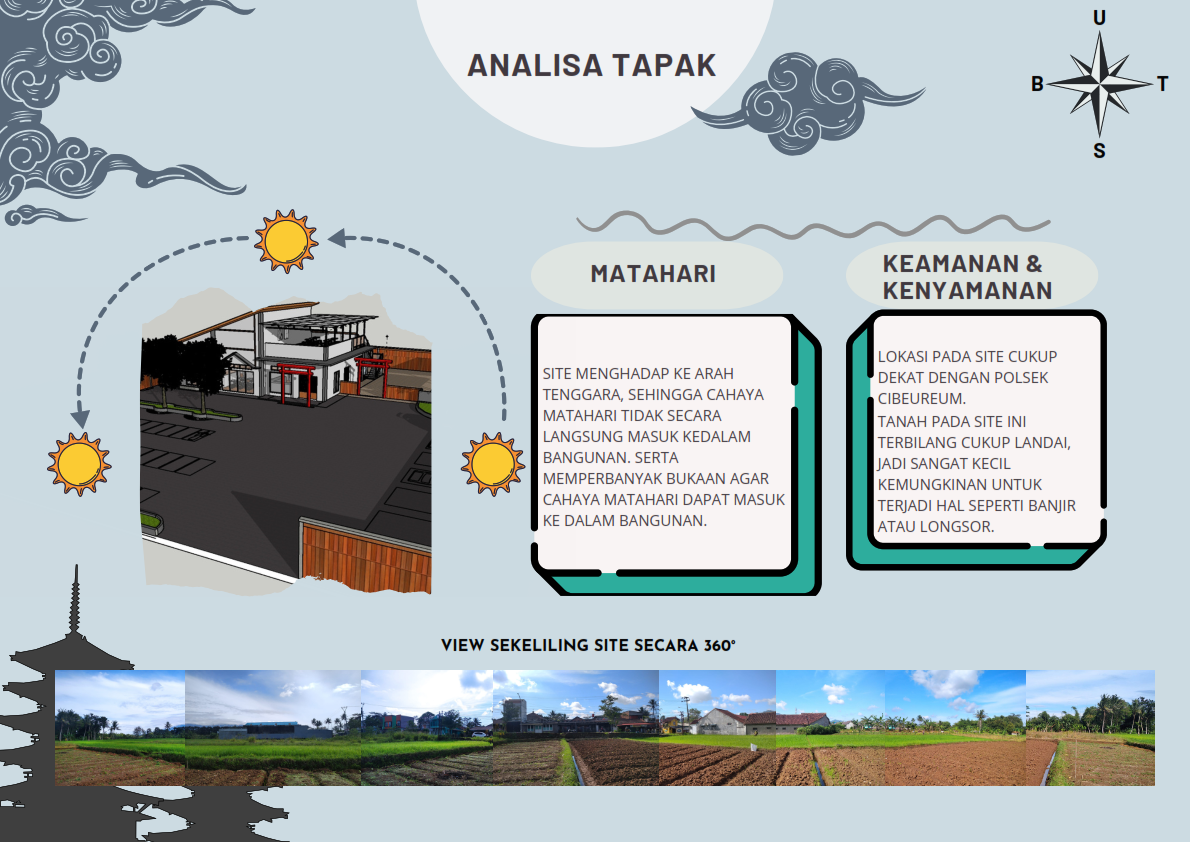 ANALISA TAPAK
U
B
T
S
MATAHARI
SITE MENGHADAP KE ARAH
TENGGARA, SEHINGGA CAHAYA
MATAHARI TIDAK SECARA
LANGSUNG MASUK KEDALAM
BANGUNAN. SERTA
MEMPERBANYAK BUKAAN AGAR
CAHAYA MATAHARI DAPAT MASUK
KE DALAM BANGUNAN.
KEAMANAN &
KENYAMANAN
LOKASI PADA SITE CUKUP
DEKAT DENGAN POLSEK
CIBEUREUM.
TANAH PADA SITE INI
TERBILANG CUKUP LANDAI,
JADI SANGAT KECIL
KEMUNGKINAN UNTUK
TERJADI HAL SEPERTI BANJIR
ATAU LONGSOR.
VIEW SEKELILING SITE SECARA 360°